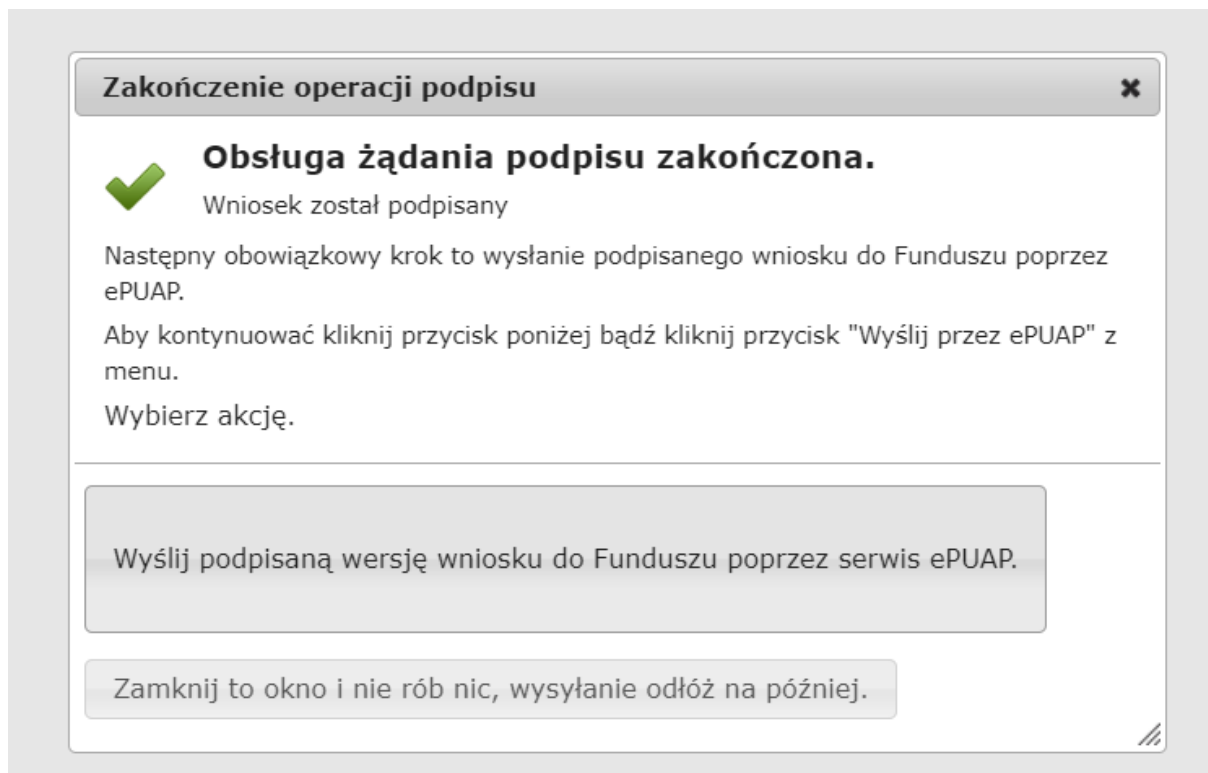 Zakończenie operacji podpisu
Obsługa żądania podpisu zakończona.
Wniosek został podpisany
Następny obowiązkowy krok to wysłanie podpisanego wniosku do Funduszu poprzez
ePUAP.
Aby kontynuować kliknij przycisk poniżej bądź kliknij przycisk "Wyślij przez ePUAP" z
menu.
Wybierz akcję.
Wyślij podpisaną wersję wniosku do Funduszu poprzez serwis ePUAP.
Zamknij to okno i nie rób nic, wysyłanie odłóż na później.